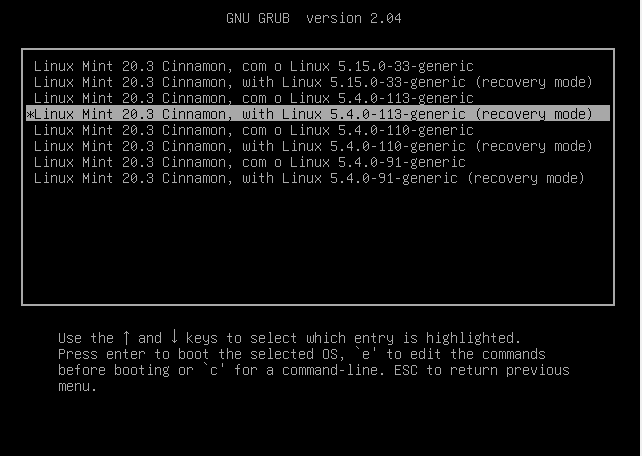 GNU GRUB  version 2.04
Linux Mint 20.3 Cinnamon, com o Linux 5.15.0-33-generic
Linux Mint 20.3 Cinnamon, with Linux 5.15.0-33-generic (recovery mode)
Linux Mint 20.3 Cinnamon, com o Linux 5.4.0-113-generic
*Linux Mint 20.3 Cinnamon, with Linux 5.4.0-113-generic (recovery mode)
Linux Mint 20.3 Cinnamon, com o Linux 5.4.0-110-generic
Linux Mint 20.3 Cinnamon, with Linux 5.4.0-110-generic (recovery mode)
Linux Mint 20.3 Cinnamon, com o Linux 5.4.0-91-generic
Linux Mint 20.3 Cinnamon, with Linux 5.4.0-91-generic (recovery mode)
Use the ↑ and ↓ keys to select which entry is highlighted.
Press enter to boot the selected OS, `e' to edit the commands
before booting or `c' for a command-line. ESC to return previous
menu.